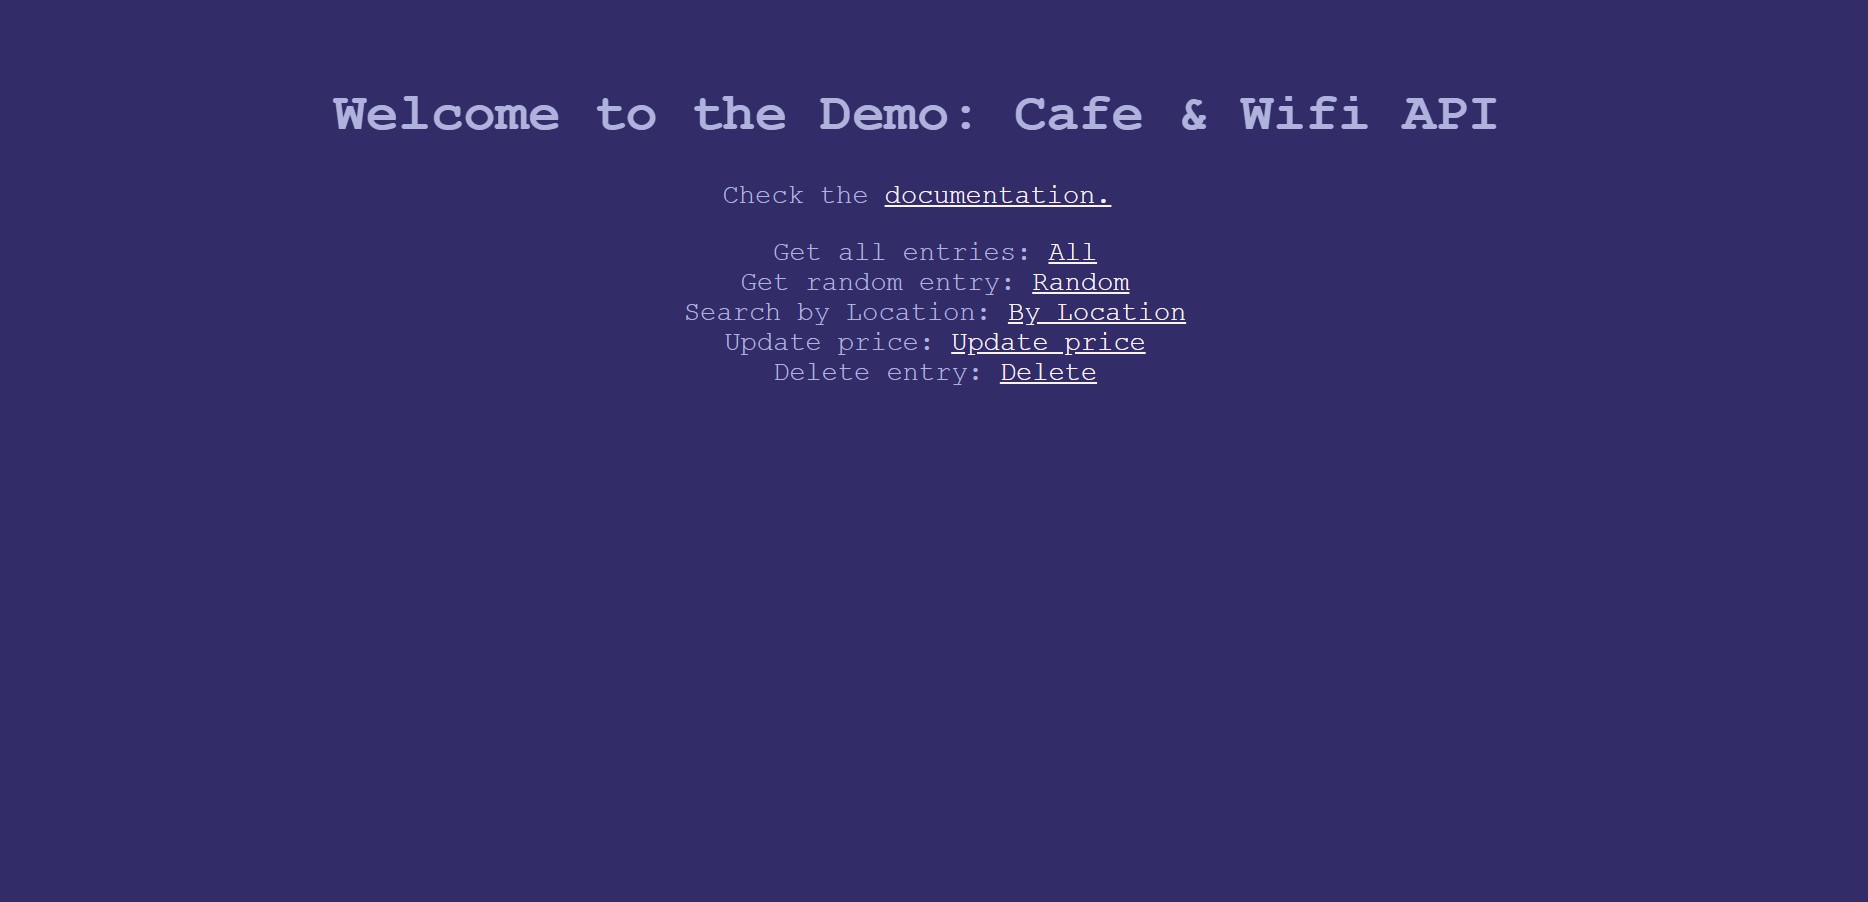 Welcome to the Demo: Cafe & Wifi API
Check the documentation.
Get all entries: All
Get random entry: Random
Search by Location: By Location
Update price: Update price
Delete entry: Delete